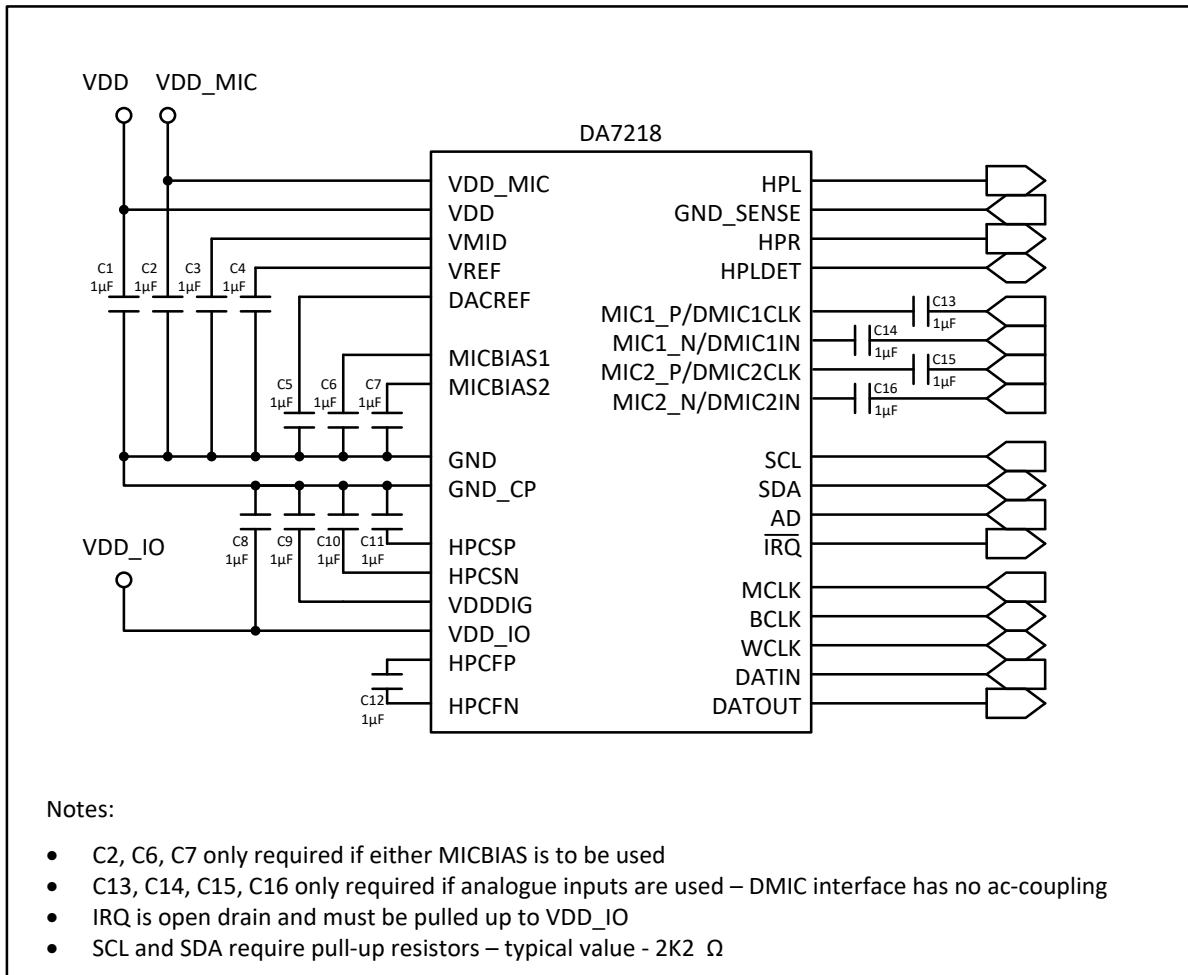 VDD VDD_MIC
DA7218
VDD_MIC
VDD
VMID
VREF
DACREF
MICBIAS1
MICBIAS2
GND
GND_CP
HPCSP
HPCSN
VDDDIG
VDD_IO
HPCFP
HPCFN
HPL
GND_SENSE
HPR
HPLDET
MIC1_P/DMIC1CLK
MIC1_N/DMIC1IN
MIC2_P/DMIC2CLK
MIC2_N/DMIC2IN
SCL
SDA
AD
IRQ
MCLK
BCLK
WCLK
DATIN
DATOUT
C1 C2 C3 C4
1µF 1µF 1µF 1µF
C5 C6 C7
1µF 1µF 1µF
VDD_IO
C8 C9 C10 C11
1µF 1µF 1µF 1µF
C12
1µF
C13
1µF
C14
1µF
C15
1µF
C16
1µF
Notes:
• C2, C6, C7 only required if either MICBIAS is to be used
• C13, C14, C15, C16 only required if analogue inputs are used – DMIC interface has no ac-coupling
• IRQ is open drain and must be pulled up to VDD_IO
• SCL and SDA require pull-up resistors – typical value - 2K2 Ω